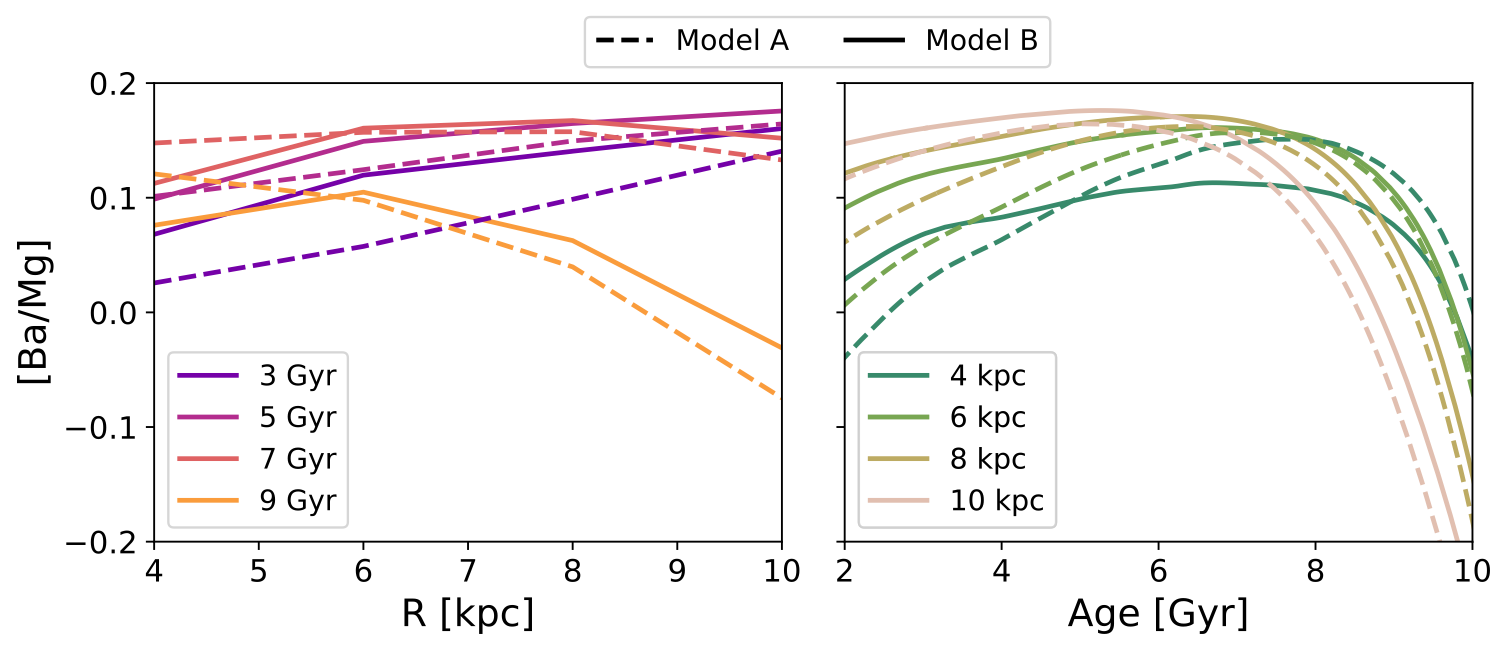 Model A
Model B
[Ba/Mg]
0.2
0.1
0.0
−0.1
−0.2
3 Gyr
5 Gyr
7 Gyr
9 Gyr
4 5 6 7 8 9 10
R [kpc]
4 kpc
6 kpc
8 kpc
10 kpc
2 4 6 8 10
Age [Gyr]